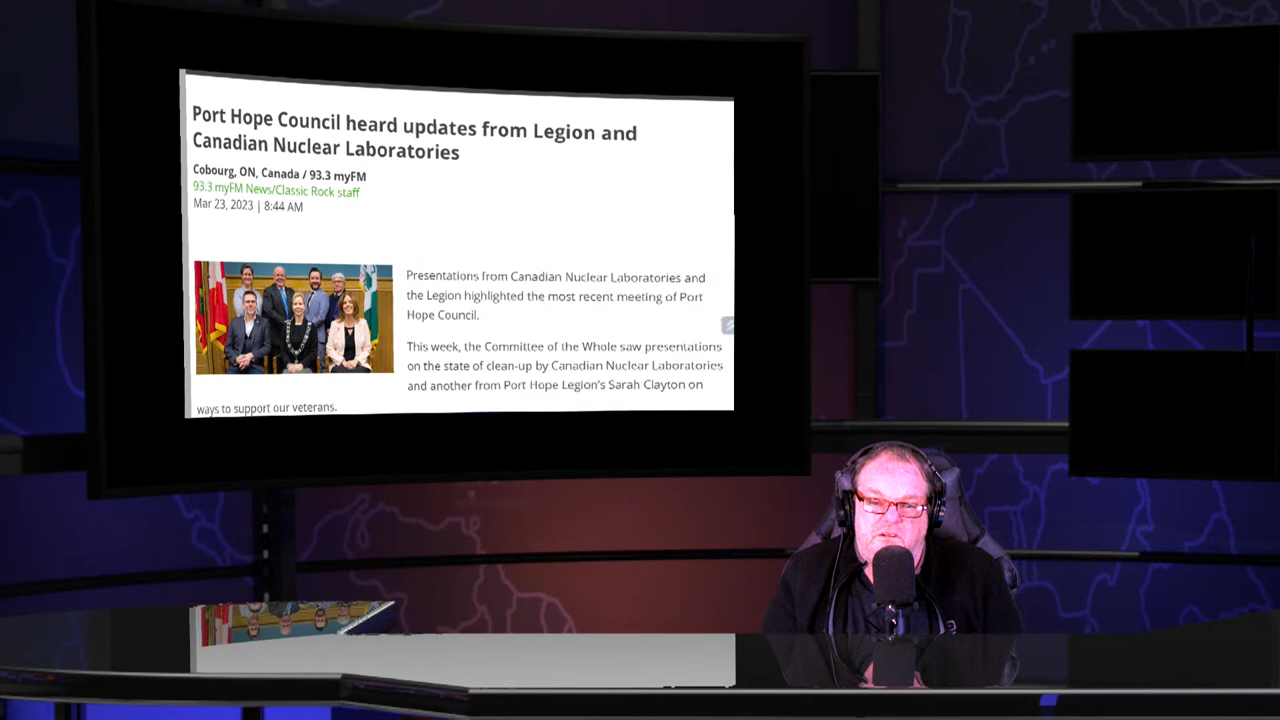 Port Hope Council heard updates from Legion and
Canadian Nuclear Laboratories
Cobourg, ON, Canada / 93.3 myFM
93.3 myFM News/Classic Rock staff
Mar 23, 2023 | 8:44 AM
Presentations from Canadian Nuclear Laboratories and
the Legion highlighted the most recent meeting of Port
Hope Council.
This week, the Committee of the Whole saw presentations
on the state of clean-up by Canadian Nuclear Laboratories
and another from Port Hope Legion's Sarah Clayton on
ways to support our veterans.